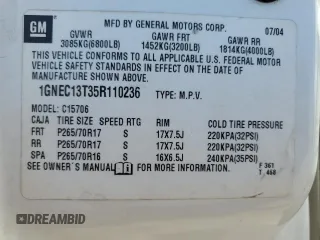 GM
MFD BY GENERAL MOTORS CORP.
07/04
GVWR GAWR FRT GAWR RR
3085KG(6800LB) 1452KG(3200LB) 1814KG(4000LB)
THIS VEHICLE CONFORMS TO ALL APPLICABLE U.S. FEDERAL MOTOR
VEHICLE SAFETY STANDARDS IN EFFECT ON THE DATE OF
MANUFACTURE SHOWN ABOVE.
1GNEC13T35R110236 TYPE: M.P.V.
MODEL: C15706
CAJA TIRE SIZE SPEED RTG RIM COLD TIRE PRESSURE
FRT P265/70R17 S 17X7.5J 220KPA(32PSI)
RR P265/70R17 S 17X7.5J 220KPA(32PSI)
SPA P265/70R16 S 16X6.5J 240KPA(35PSI)
SEE OWNER'S MANUAL FOR MORE INFORMATION.
F 361
T 468
DREAMBID